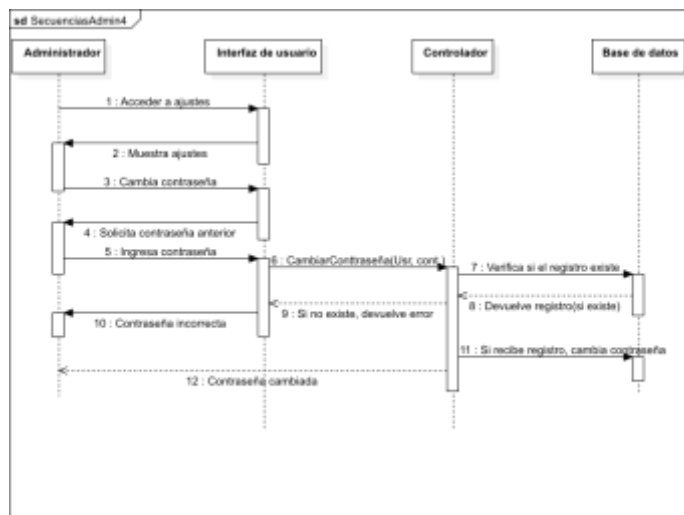 sd SecuenciasAdmin4
Administrador
Interfaz de usuario
Controlador
Base de datos
1 : Acceder a ajustes
2 : Muestra ajustes
3 : Cambia contraseña
4 : Solicita contraseña anterior
5 : Ingresa contraseña
6 : CambiarConttraseña(Usr, cont.)
7 : Verifica si el registro existe
8 : Devuelve registro(si existe)
9 : Si no existe, devuelve error
10 : Contraseña incorrecta
11 : Si recibe registro, cambia contraseña
12 : Contraseña cambiada